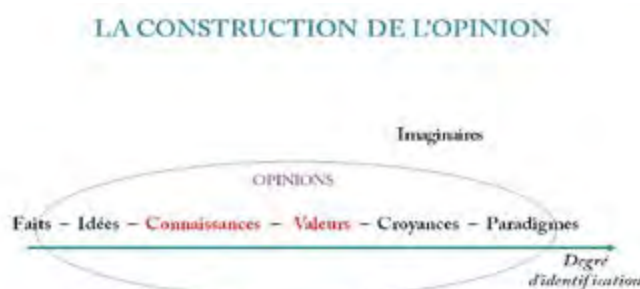 LA CONSTRUCTION DE L'OPINION
Imaginaires
OPINIONS
Faits – Idées – Connaissances – Valeurs – Croyances – Paradigmes
Degré
d'identification